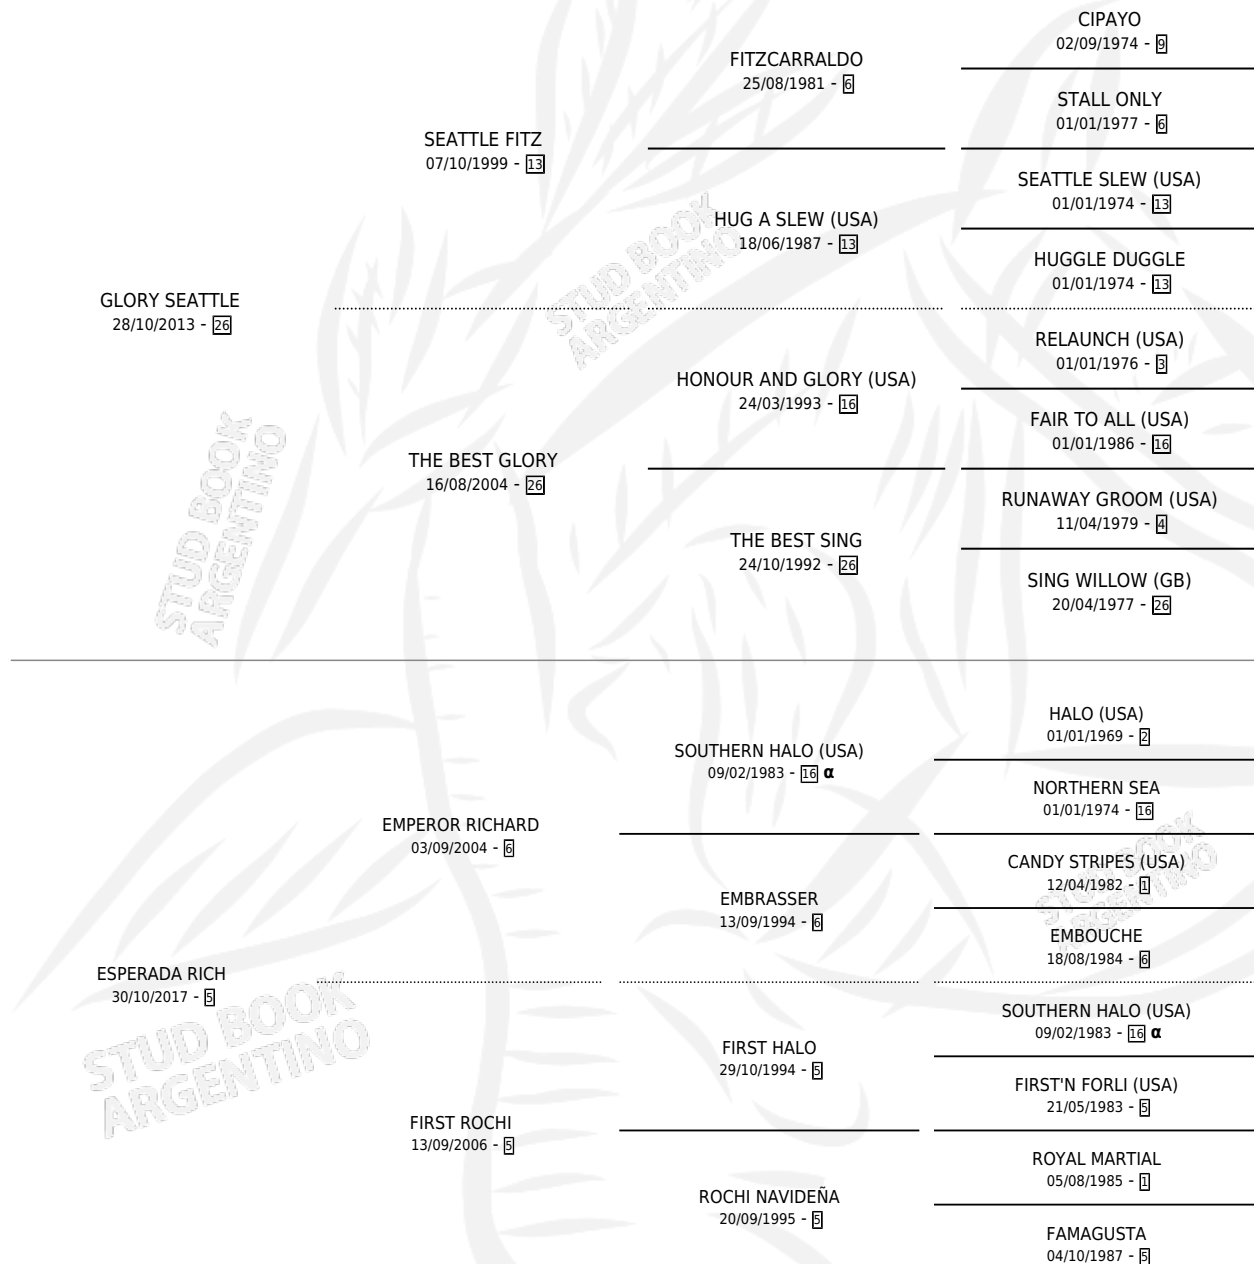 CIPAYO
02/09/1974 - 9
FITZCARRALDO
25/08/1981 - 6
STALL ONLY
01/01/1977 - 6
SEATTLE FITZ
07/10/1999 - 13
SEATTLE SLEW (USA)
01/01/1974 - 13
HUG A SLEW (USA)
18/06/1987 - 13
HUGGLE DUGGLE
01/01/1974 - 13
GLORY SEATTLE
28/10/2013 - 26
RELAUNCH (USA)
01/01/1976 - 3
HONOUR AND GLORY (USA)
24/03/1993 - 16
FAIR TO ALL (USA)
01/01/1986 - 16
THE BEST GLORY
16/08/2004 - 26
RUNAWAY GROOM (USA)
11/04/1979 - 4
THE BEST SING
24/10/1992 - 26
SING WILLOW (GB)
20/04/1977 - 26
HALO (USA)
01/01/1969 - 2
SOUTHERN HALO (USA)
09/02/1983 - 16 α
NORTHERN SEA
01/01/1974 - 16
EMPEROR RICHARD
03/09/2004 - 6
CANDY STRIPES (USA)
12/04/1982 - 1
EMBRASSER
13/09/1994 - 6
EMBOUCHE
18/08/1984 - 6
ESPERADA RICH
30/10/2017 - 5
SOUTHERN HALO (USA)
09/02/1983 - 16 α
FIRST HALO
29/10/1994 - 5
FIRST'N FORLI (USA)
21/05/1983 - 5
FIRST ROCHI
13/09/2006 - 5
ROYAL MARTIAL
05/08/1985 - 1
ROCHI NAVIDEÑA
20/09/1995 - 5
FAMAGUSTA
04/10/1987 - 5
STUD BOOK
ARGENTINO
STUD BOOK
ARGENTINO
STUD BOOK
ARGENTINO
STUD BOOK
ARGENTINO